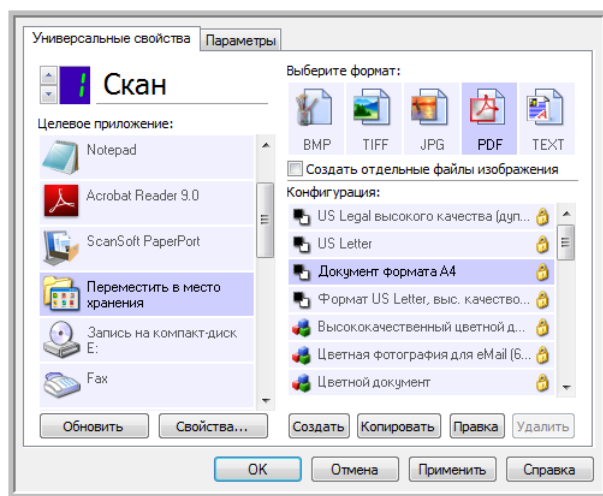 Универсальные свойства
Параметры
1 Скан
Целевое приложение:
Notepad
Acrobat Reader 9.0
ScanSoft PaperPort
Переместить в место
хранения
Запись на компакт-диск
E:
Fax
Обновить
Свойства...
Выберите формат:
BMP
TIFF
JPG
PDF
TEXT
Создать отдельные файлы изображения
Конфигурация:
US Legal высокого качества (дуп...
US Letter
Документ формата A4
Формат US Letter, выс. качество...
Высококачественный цветной д...
Цветная фотография для eMail (6...
Цветной документ
Создать
Копировать
Правка
Удалить
OK
Отмена
Применить
Справка